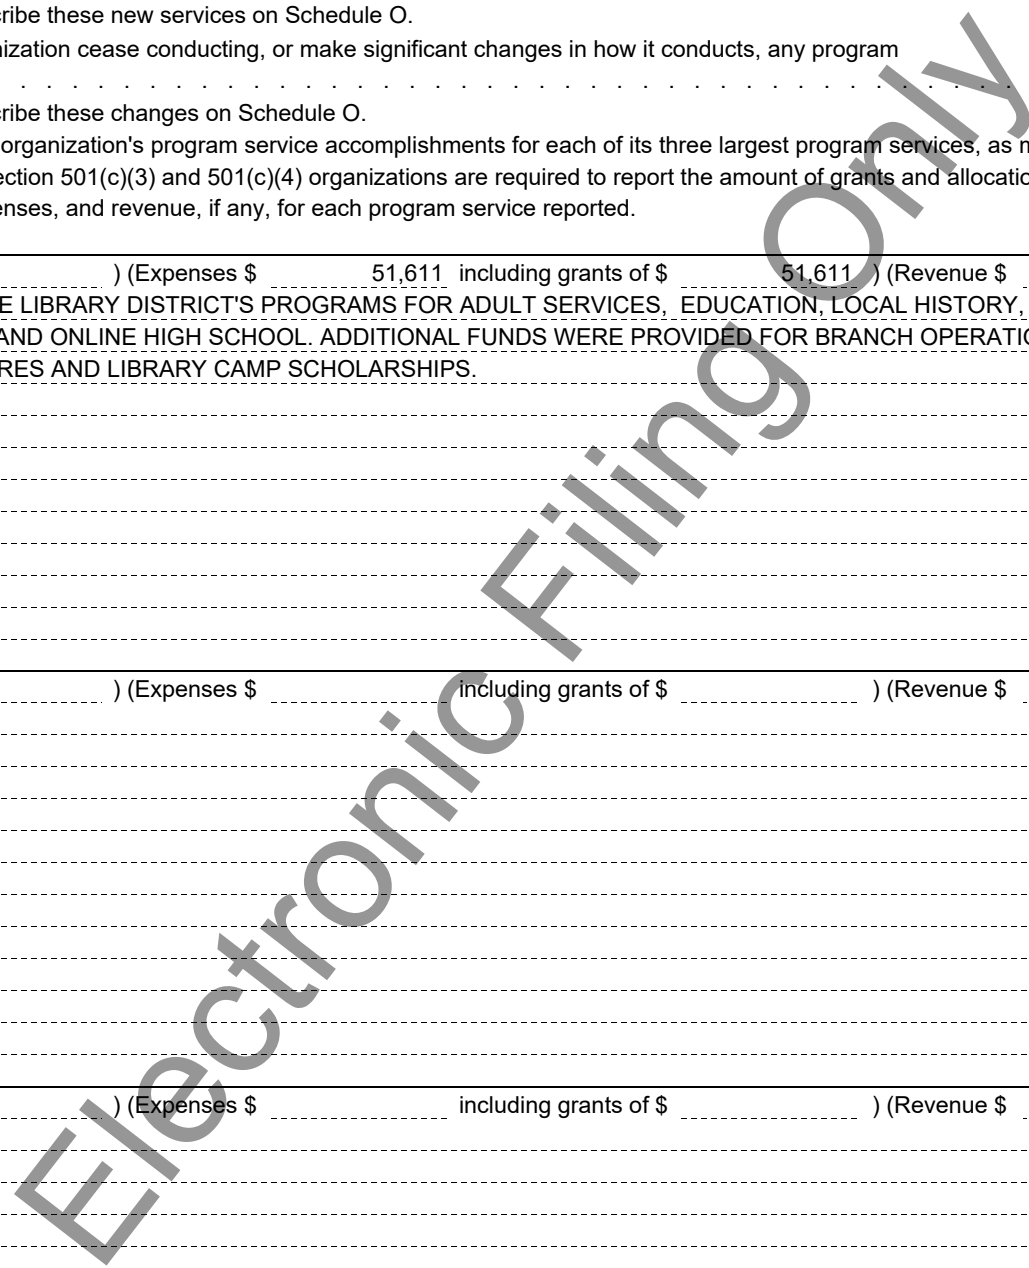 ribe these new services on Schedule O.
nization cease conducting, or make significant changes in how it conducts, any program
. . . . . . . . . . . . . . . . . . . . . . . . . . . . . . . . . . . . . . .
ribe these changes on Schedule O.
organization's program service accomplishments for each of its three largest program services, as m
ection 501(c)(3) and 501(c)(4) organizations are required to report the amount of grants and allocatio
enses, and revenue, if any, for each program service reported.
) (Expenses $ 51,611 including grants of $ 51,611 ) (Revenue $
E LIBRARY DISTRICT'S PROGRAMS FOR ADULT SERVICES, EDUCATION, LOCAL HISTORY,
AND ONLINE HIGH SCHOOL. ADDITIONAL FUNDS WERE PROVIDED FOR BRANCH OPERATIO
RES AND LIBRARY CAMP SCHOLARSHIPS.
) (Expenses $ including grants of $ ) (Revenue $
) (Expenses $ including grants of $ ) (Revenue $
Electronic Filing Only